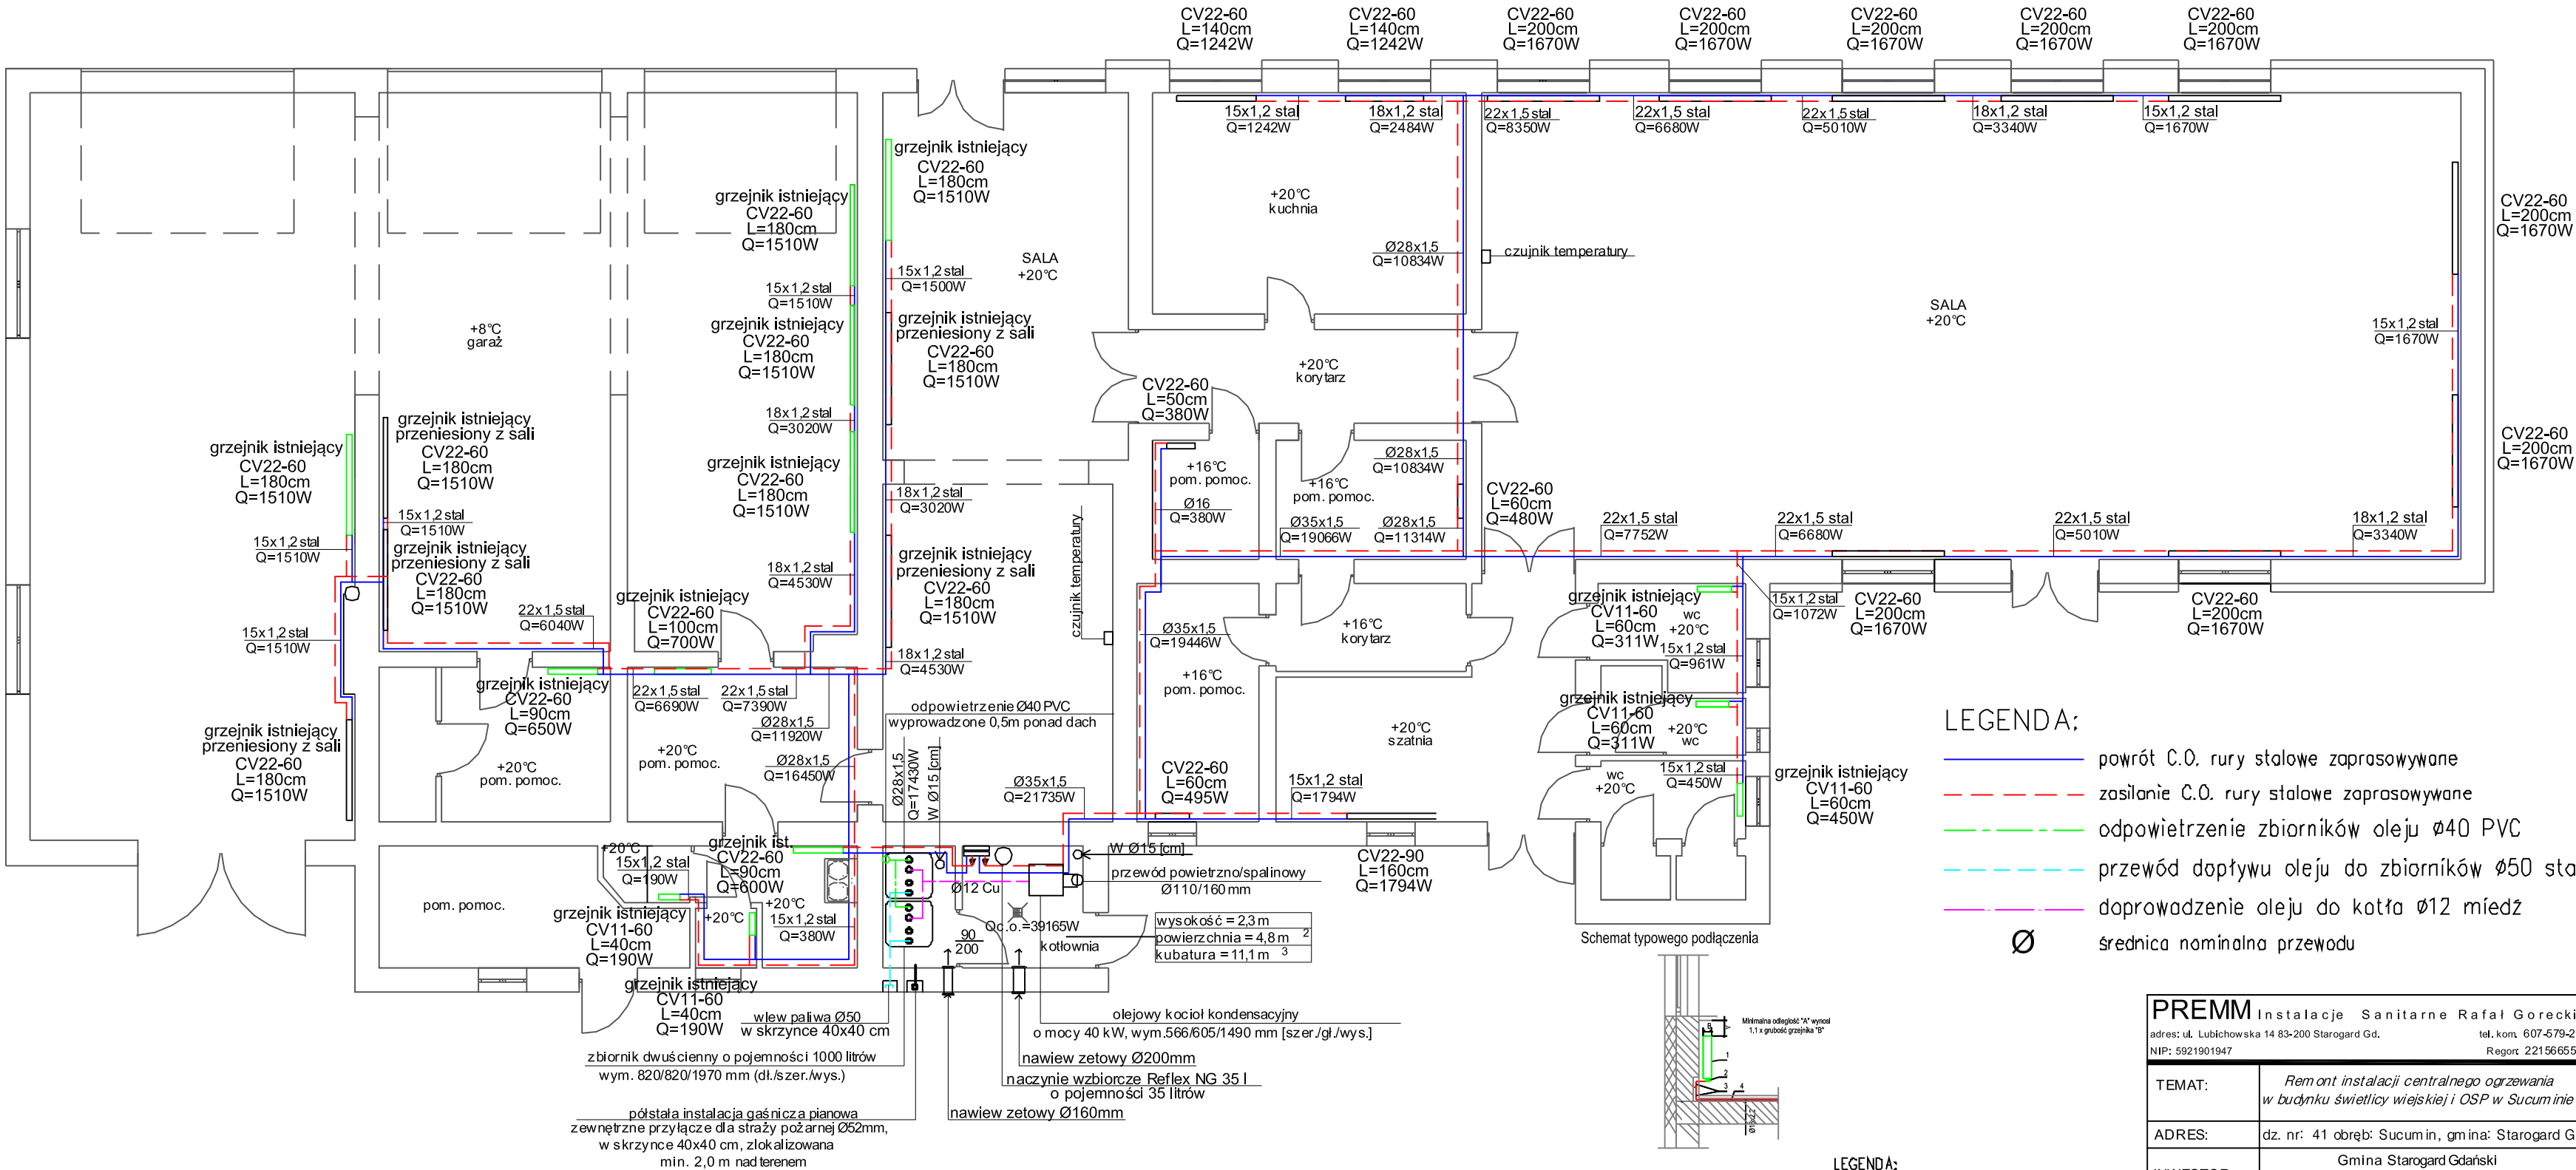 CV22-60
L=140cm
Q=1242W
CV22-60
L=140cm
Q=1242W
CV22-60
L=200cm
Q=1670W
CV22-60
L=200cm
Q=1670W
CV22-60
L=200cm
Q=1670W
CV22-60
L=200cm
Q=1670W
CV22-60
L=200cm
Q=1670W
15x1,2 stal
Q=1242W
18x1,2 stal
Q=2484W
22x1,5 stal
Q=8350W
22x1,5 stal
Q=6680W
22x1,5 stal
Q=5010W
18x1,2 stal
Q=3340W
15x1,2 stal
Q=1670W
grzejnik istniejący
CV22-60
L=180cm
Q=1510W
grzejnik istniejący
CV22-60
L=180cm
Q=1510W
+20°C
kuchnia
Ø28x1,5
Q=10834W
czujnik temperatury
CV22-60
L=200cm
Q=1670W
SALA
+20°C
15x1,2 stal
Q=1500W
15x1,2 stal
Q=1510W
grzejnik istniejący
CV22-60
L=180cm
Q=1510W
grzejnik istniejący
przeniesiony z sali
CV22-60
L=180cm
Q=1510W
+8°C
garaż
SALA
+20°C
15x1,2 stal
Q=1670W
+20°C
korytarz
CV22-60
L=50cm
Q=380W
18x1,2 stal
Q=3020W
grzejnik istniejący
CV22-60
L=180cm
Q=1510W
grzejnik istniejący
przeniesiony z sali
CV22-60
L=180cm
Q=1510W
grzejnik istniejący
CV22-60
L=180cm
Q=1510W
CV22-60
L=200cm
Q=1670W
Ø28x1,5
Q=10834W
+16°C
pom. pomoc.
+16°C
pom. pomoc.
Ø16
Q=380W
Ø35x1,5
Q=19066W
Ø28x1,5
Q=11314W
CV22-60
L=60cm
Q=480W
22x1,5 stal
Q=7752W
22x1,5 stal
Q=6680W
22x1,5 stal
Q=5010W
18x1,2 stal
Q=3340W
18x1,2 stal
Q=3020W
15x1,2 stal
Q=1510W
15x1,2 stal
Q=1510W
grzejnik istniejący
przeniesiony z sali
CV22-60
L=180cm
Q=1510W
grzejnik istniejący
przeniesiony z sali
CV22-60
L=180cm
Q=1510W
czujnik temperatury
18x1,2 stal
Q=4530W
grzejnik istniejący
CV22-60
L=100cm
Q=700W
22x1,5 stal
Q=6040W
15x1,2 stal
Q=1510W
18x1,2 stal
Q=4530W
Ø35x1,5
Q=19446W
+16°C
korytarz
grzejnik istniejący
CV11-60
L=60cm
Q=311W
wc
+20°C
15x1,2 stal
Q=961W
15x1,2 stal
Q=1072W
CV22-60
L=200cm
Q=1670W
CV22-60
L=200cm
Q=1670W
grzejnik istniejący
CV22-60
L=90cm
Q=650W
22x1,5 stal
Q=6690W
22x1,5 stal
Q=7390W
Ø28x1,5
Q=11920W
Ø28x1,5
Q=16450W
+16°C
pom. pomoc.
odpowietrzenie Ø40 PVC
wyprowadzone 0,5m ponad dach
+20°C
szatnia
grzejnik istniejący
CV11-60
L=60cm
Q=311W
+20°C
wc
grzejnik istniejący
przeniesiony z sali
CV22-60
L=180cm
Q=1510W
+20°C
pom. pomoc.
+20°C
pom. pomoc.
Ø28x1,5
Q=17430W
W Ø15 [cm]
Ø35x1,5
Q=21735W
CV22-60
L=60cm
Q=495W
15x1,2 stal
Q=1794W
wc
+20°C
15x1,2 stal
Q=450W
grzejnik istniejący
CV11-60
L=60cm
Q=450W
LEGENDA:
powrót C.O. rury stalowe zaprasowywane
zasilanie C.O. rury stalowe zaprasowywane
odpowietrzenie zbiorników oleju Ø40 PVC
przewód dopływu oleju do zbiorników Ø50 sta
doprowadzenie oleju do kotła Ø12 miedź
Ø
średnica nominalna przewodu
+20°C
15x1,2 stal
Q=190W
grzejnik ist.
CV22-60
L=90cm
Q=600W
+20°C
+20°C
15x1,2 stal
Q=380W
pom. pomoc.
grzejnik istniejący
CV11-60
L=40cm
Q=190W
grzejnik istniejący
CV11-60
L=40cm
Q=190W
W Ø15 [cm]
Ø12 Cu
przewód powietrzno/spalinowy
Ø110/160 mm
CV22-90
L=160cm
Q=1794W
Qc.o.=39165W
kotłownia
90
200
wysokość = 2,3 m
powierzchnia = 4,8 m 2
kubatura = 11,1 m 3
Schemat typowego podłączenia
wlew paliwa Ø50
w skrzynce 40x40 cm
olejowy kocioł kondensacyjny
o mocy 40 kW, wym.566/605/1490 mm [szer./gł./wys.]
zbiornik dwuścienny o pojemności 1000 litrów
wym. 820/820/1970 mm (dł./szer./wys.)
nawiew zetowy Ø200mm
naczynie wzbiorcze Reflex NG 35 l
o pojemności 35 litrów
nawiew zetowy Ø160mm
półstała instalacja gaśnicza pianowa
zewnętrzne przyłącze dla straży pożarnej Ø52mm,
w skrzynce 40x40 cm, zlokalizowana
min. 2,0 m nad terenem
Minimalna odległość "A" wynosi
1,1 x grubość grzejnika "B"
B
A
1
2
3
4
LEGENDA:
PREMM Instalacje Sanitarne Rafał Gorecki
adres: ul. Lubichowska 14 83-200 Starogard Gd.
tel. kom. 607-579-2
NIP: 5921901947
Regon: 22156655
TEMAT:
Remont instalacji centralnego ogrzewania
w budynku świetlicy wiejskiej i OSP w Sucuminie
ADRES:
dz. nr: 41 obręb: Sucumin, gmina: Starogard G
Gmina Starogard Gdański